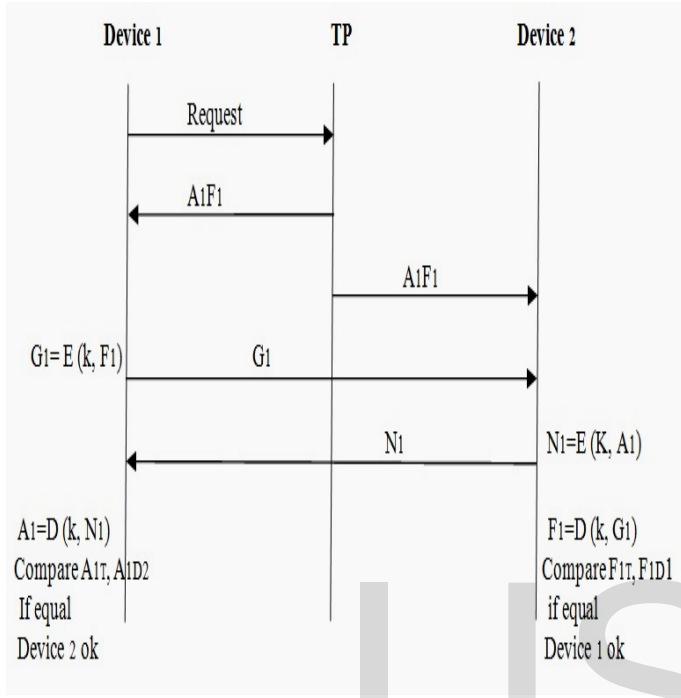 Device 1 TP Device 2
Request
A1F1
A1F1
G1= E (k, F1) G1
N1 N1=E (K, A1)
A1=D (k, N1)
Compare A1T, A1D2
If equal
Device 2 ok
F1=D (k, G1)
Compare F1T, F1D1
if equal
Device 1 ok